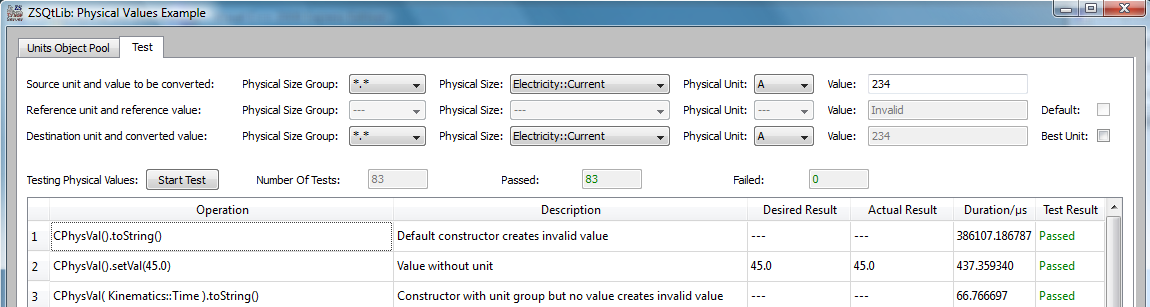 ZSQtLib: Physical Values Example
Units Object Pool Test
Source unit and value to be converted: Physical Size Group: *.* Physical Size: Electricity::Current Physical Unit: A Value: 234
Reference unit and reference value: Physical Size Group: --- Physical Size: --- Physical Unit: --- Value: Invalid Default:
Destination unit and converted value: Physical Size Group: *.* Physical Size: Electricity::Current Physical Unit: A Value: 234 Best Unit:
Testing Physical Values: Start Test Number Of Tests: 83 Passed: 83 Failed: 0
Operation Description Desired Result Actual Result Duration/µs Test Result
1 CPhysVal().toString() Default constructor creates invalid value --- --- 386107.186787 Passed
2 CPhysVal().setVal(45.0) Value without unit 45.0 45.0 437.359340 Passed
3 CPhysVal( Kinematics::Time ).toString() Constructor with unit group but no value creates invalid value --- --- 66.766697 Passed